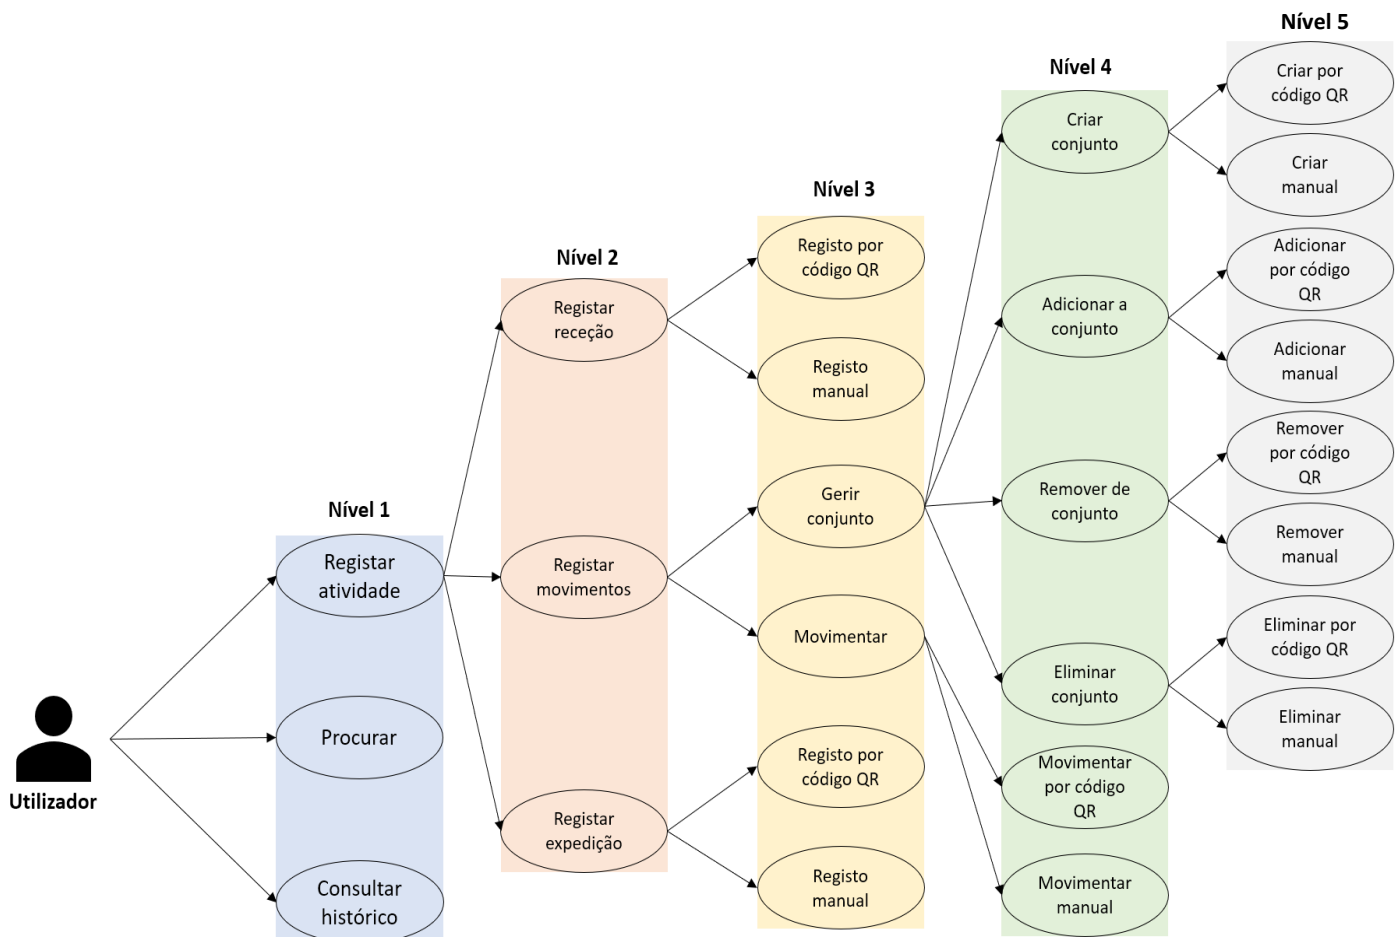 Nível 5
Criar por
código QR
Criar
manual
Adicionar
por código
QR
Adicionar
manual
Remover
por código
QR
Remover
manual
Eliminar por
código QR
Eliminar
manual
Nível 4
Criar
conjunto
Adicionar a
conjunto
Remover de
conjunto
Eliminar
conjunto
Movimentar
por código
QR
Movimentar
manual
Nível 3
Registo por
código QR
Registo
manual
Gerir
conjunto
Movimentar
Registo por
código QR
Registo
manual
Nível 2
Registar
receção
Registar
movimentos
Registar
expedição
Nível 1
Registar
atividade
Procurar
Consultar
histórico
Utilizador